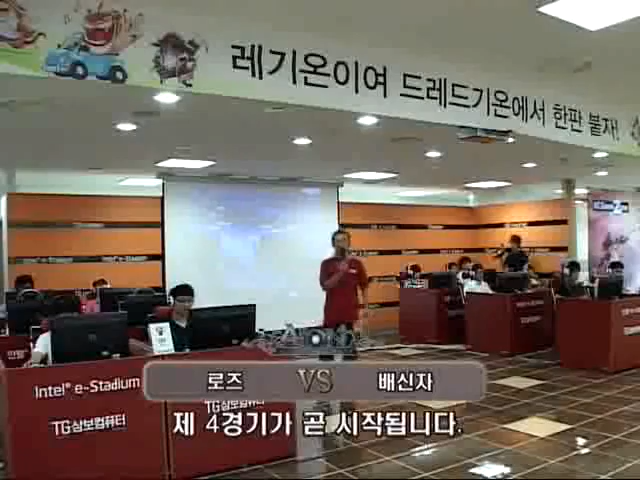 레기온이여 드레드기온에서 한판 붙자!
Intel® e-Stadium
TG삼보컴퓨터
로즈 VS 배신자
제 4경기가 곧 시작됩니다.